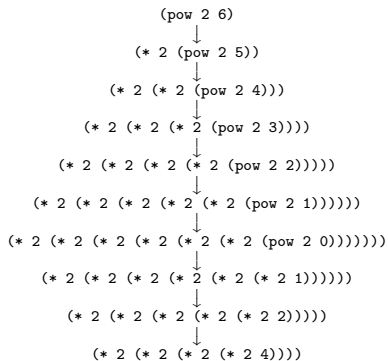 (pow 2 6)
(* 2 (pow 2 5))
(* 2 (* 2 (pow 2 4)))
(* 2 (* 2 (* 2 (pow 2 3))))
(* 2 (* 2 (* 2 (* 2 (pow 2 2)))))
(* 2 (* 2 (* 2 (* 2 (* 2 (pow 2 1))))))
(* 2 (* 2 (* 2 (* 2 (* 2 (* 2 (pow 2 0)))))))
(* 2 (* 2 (* 2 (* 2 (* 2 (* 2 1))))))
(* 2 (* 2 (* 2 (* 2 (* 2 2)))))
(* 2 (* 2 (* 2 (* 2 4))))